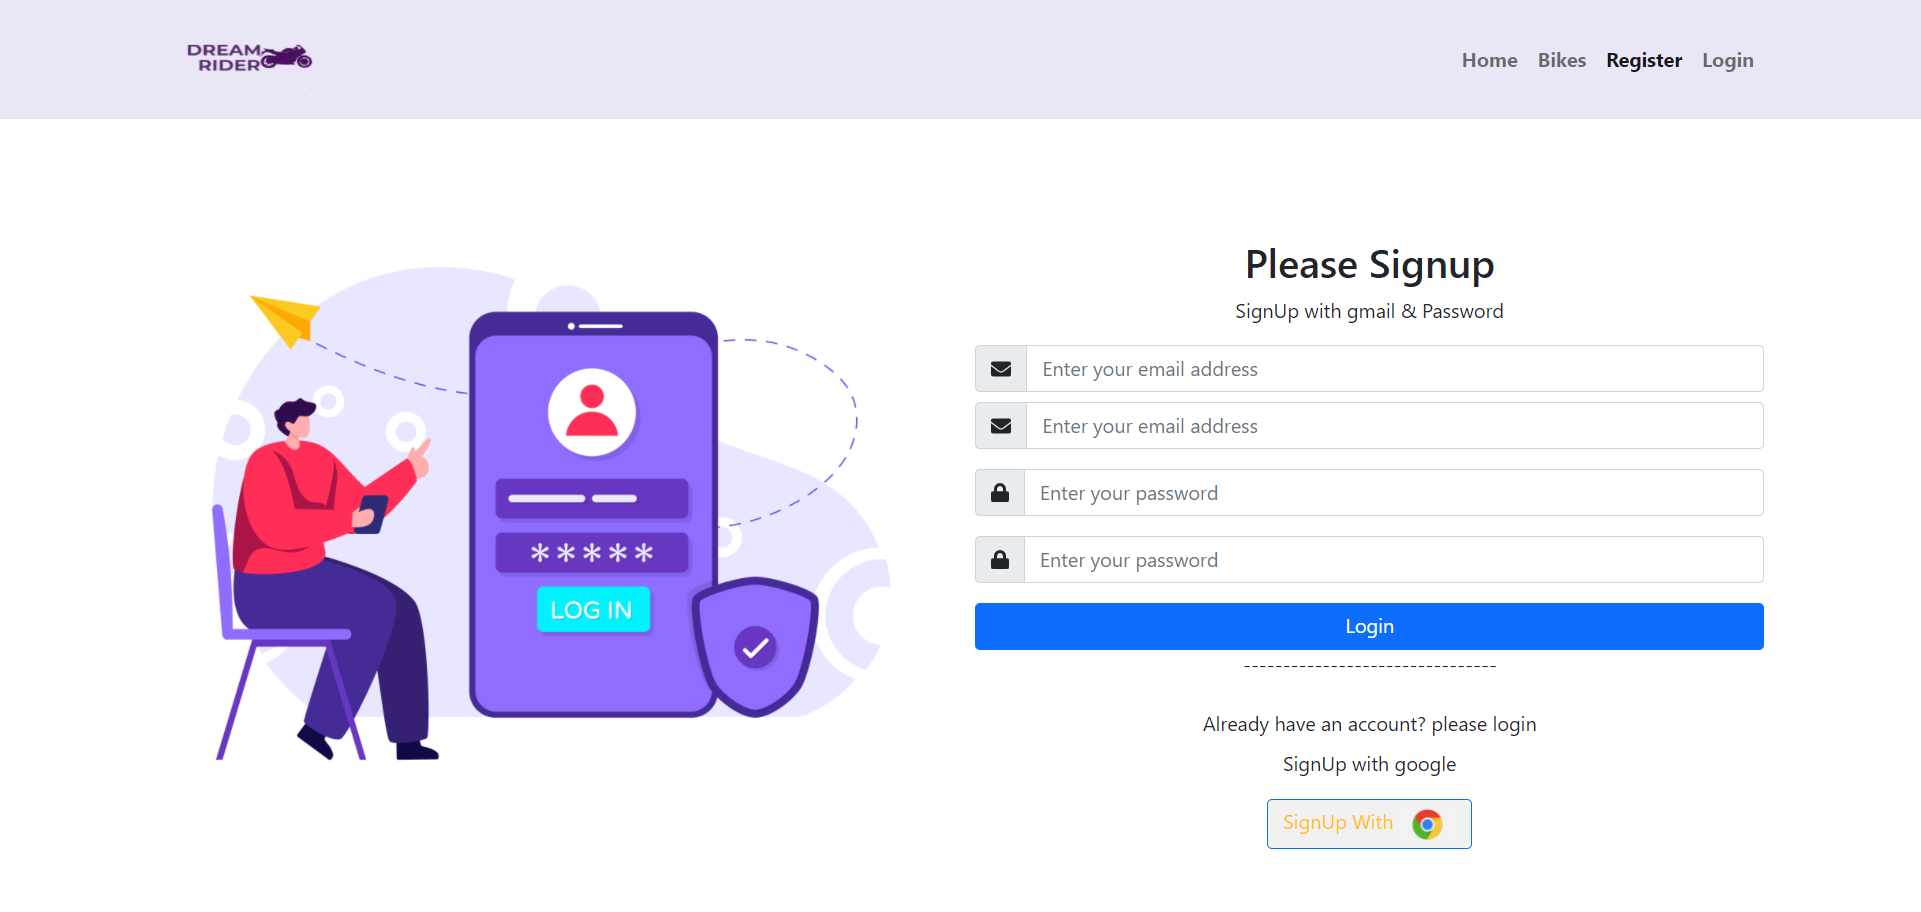 DREAM
RIDER
Home Bikes Register Login
Please Signup
SignUp with gmail & Password
Enter your email address
Enter your email address
Enter your password
Enter your password
Login
--------------------------------
Already have an account? please login
SignUp with google
SignUp With
*****
LOG IN